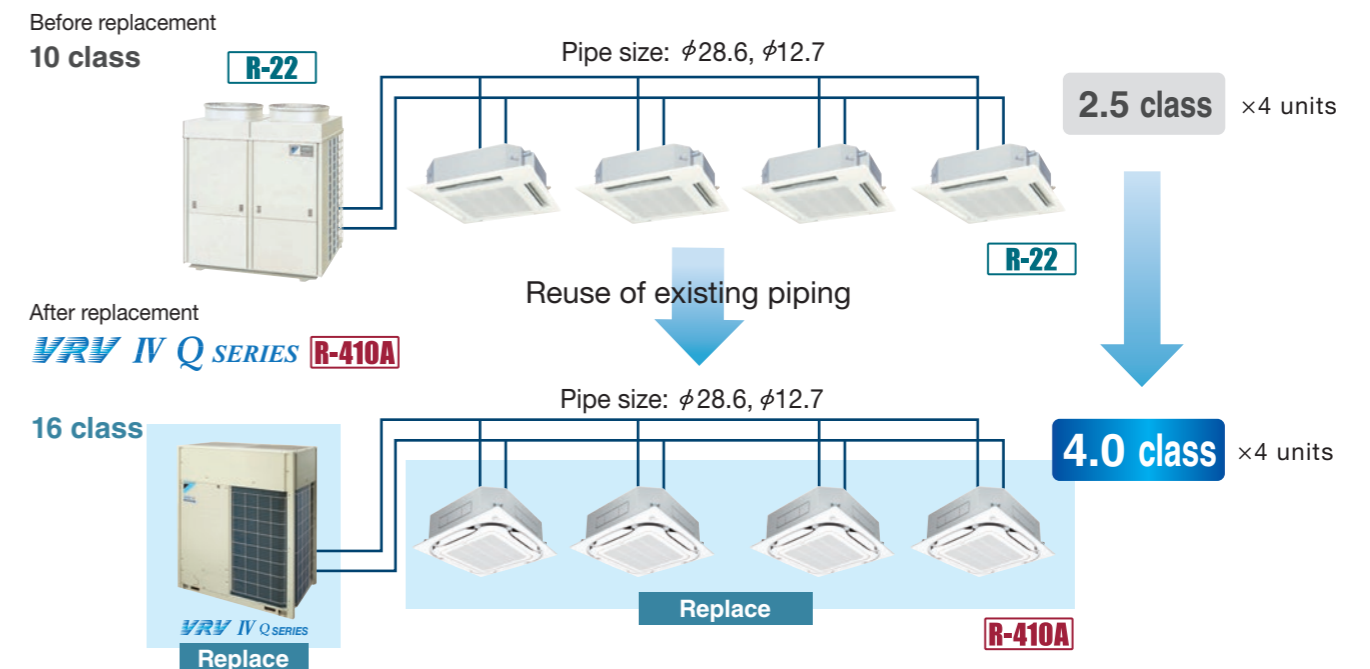 Before replacement
10 class
R-22
Pipe size: φ28.6, φ12.7
2.5 class ×4 units
R-22
Reuse of existing piping
After replacement
VRV IV Q SERIES R-410A
16 class
Pipe size: φ28.6, φ12.7
4.0 class ×4 units
VRV IV Q SERIES
Replace
Replace
R-410A